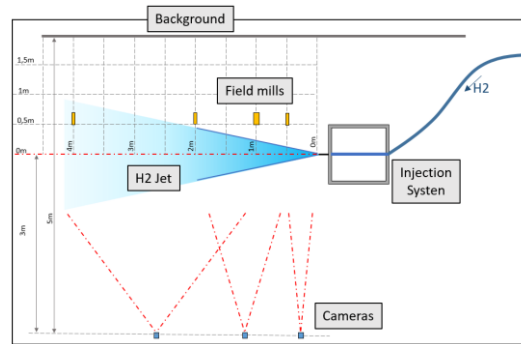 Background
1,5m
1m
0,5m
0m
Field mills
H2
4m
3m
2m
1m
0m
H2 Jet
Injection
Systen
3m
5m
Cameras